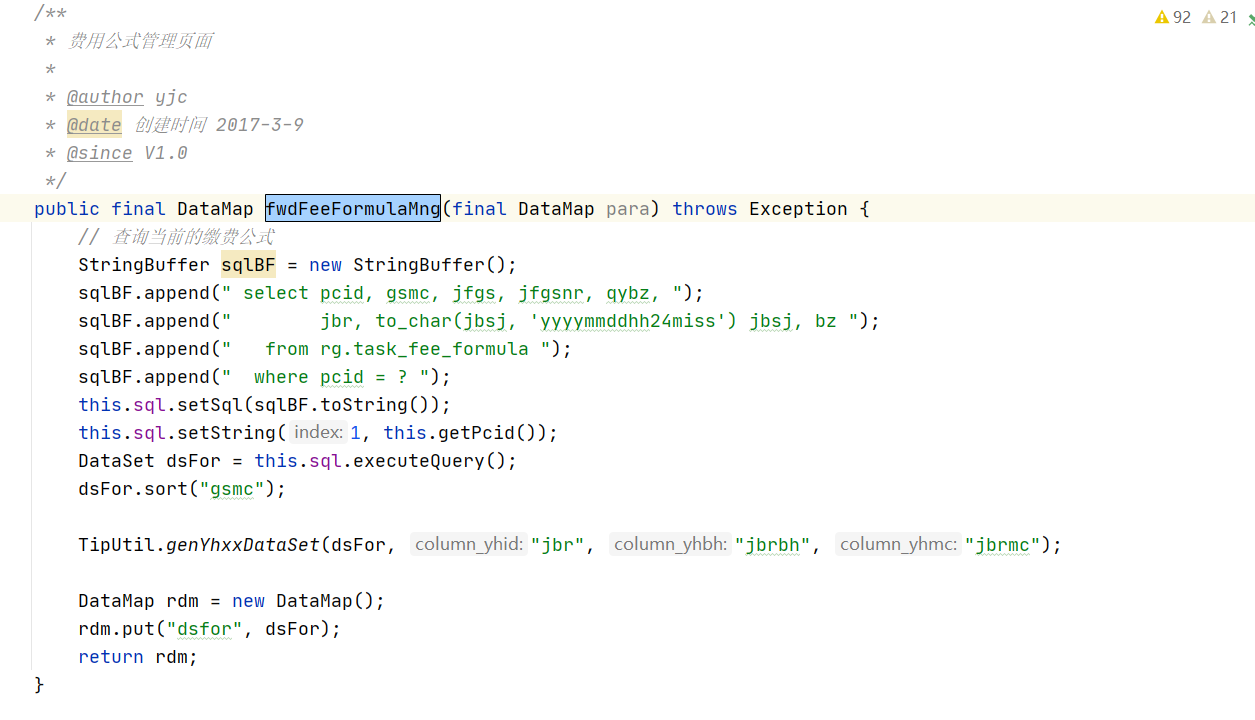 /**
92 21
* 费用公式管理页面
*
* @author yjc
* @date 创建时间 2017-3-9
* @since V1.0
*/
public final DataMap fwdFeeFormulaMng(final DataMap para) throws Exception {
// 查询当前的缴费公式
StringBuffer sqlBF = new StringBuffer();
sqlBF.append(" select pcid, gsmc, jfgs, jfgsnr, qybz, ");
sqlBF.append("        jbr, to_char(jbsj, 'yyyymmddhh24miss') jbsj, bz ");
sqlBF.append("   from rg.task_fee_formula ");
sqlBF.append("  where pcid = ? ");
this.sql.setSql(sqlBF.toString());
this.sql.setString( index: 1, this.getPcid());
DataSet dsFor = this.sql.executeQuery();
dsFor.sort("gsmc");
TipUtil.genYhxxDataSet(dsFor, column_yhid: "jbr", column_yhbh: "jbrbh", column_yhmc: "jbrmc");
DataMap rdm = new DataMap();
rdm.put("dsfor", dsFor);
return rdm;
}